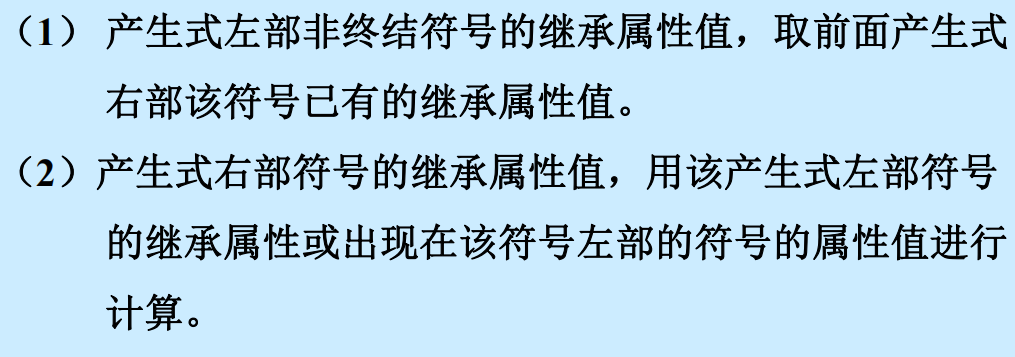 （1） 产生式左部非终结符号的继承属性值，取前面产生式
右部该符号已有的继承属性值。
（2）产生式右部符号的继承属性值，用该产生式左部符号
的继承属性或出现在该符号左部的符号的属性值进行
计算。